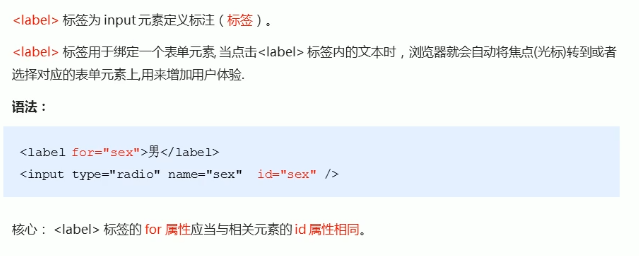 <label> 标签为 input 元素定义标注（标签）。
<label> 标签用于绑定一个表单元素, 当点击<label> 标签内的文本时，浏览器就会自动将焦点(光标)转到或者
选择对应的表单元素上,用来增加用户体验.
语法：
<label for="sex">男</label>
<input type="radio" name="sex"  id="sex" />
核心： <label> 标签的 for 属性应当与相关元素的 id 属性相同。